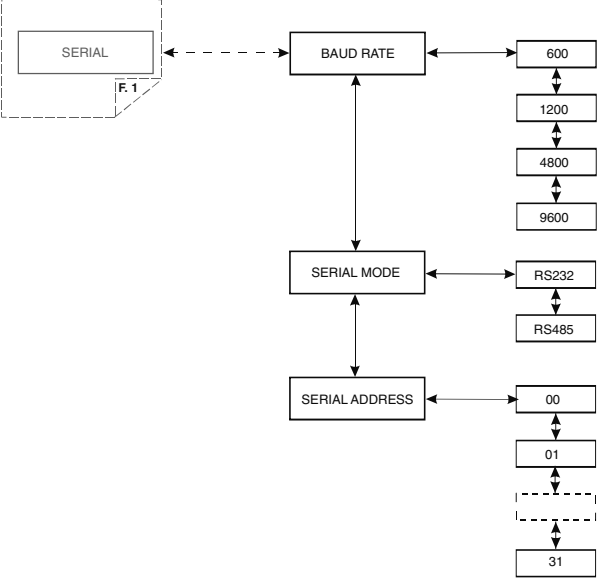 SERIAL
F. 1
BAUD RATE
600
1200
4800
9600
SERIAL MODE
RS232
RS485
SERIAL ADDRESS
00
01
31